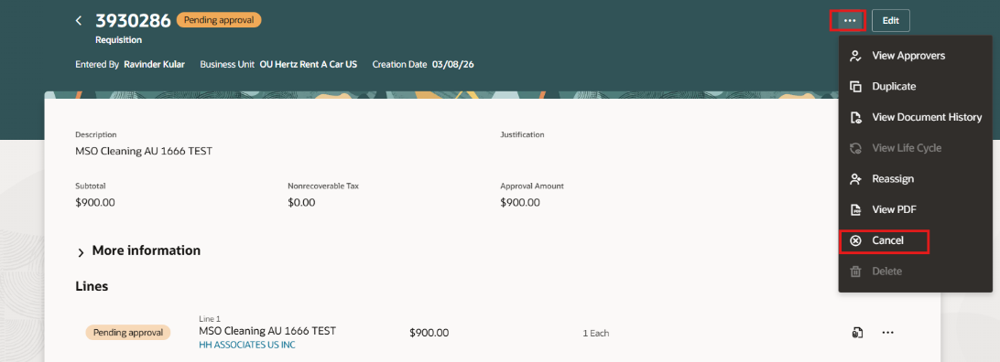 3930286 Pending approval
... Edit
Requisition
Entered By Ravinder Kular Business Unit OU Hertz Rent A Car US Creation Date 03/08/26
View Approvers
Duplicate
View Document History
View Life Cycle
Reassign
View PDF
Cancel
Delete
Description Justification
MSO Cleaning AU 1666 TEST
Subtotal Nonrecoverable Tax Approval Amount
$900.00 $0.00 $900.00
More information
Lines
Line 1
Pending approval MSO Cleaning AU 1666 TEST $900.00 1 Each ...
HH ASSOCIATES US INC